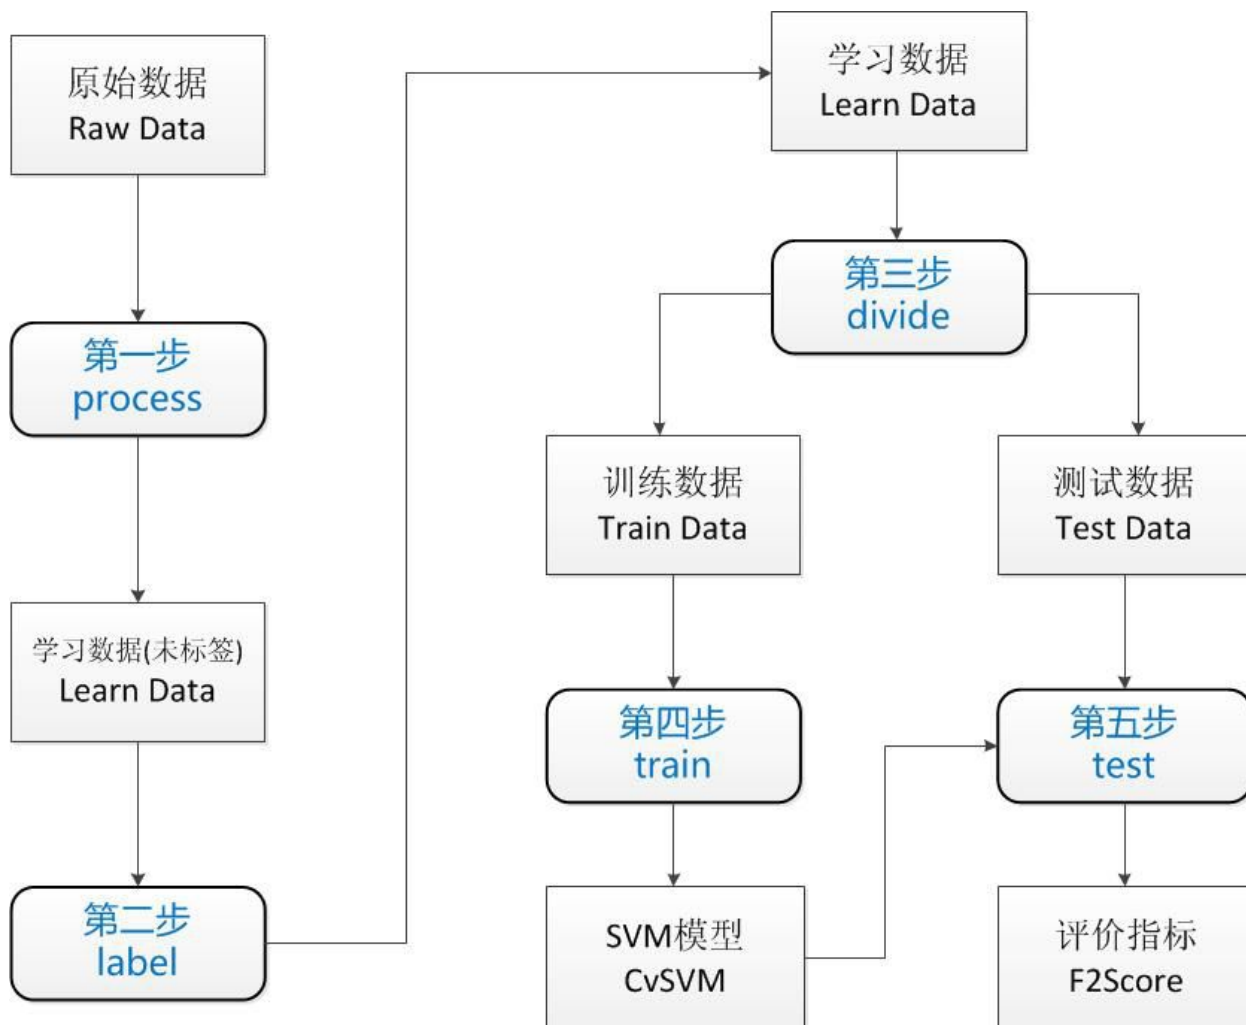 原始数据
Raw Data
第一步
process
学习数据(未标签)
Learn Data
第二步
label
学习数据
Learn Data
第三步
divide
训练数据
Train Data
测试数据
Test Data
第四步
train
第五步
test
SVM模型
CvSVM
评价指标
F2Score